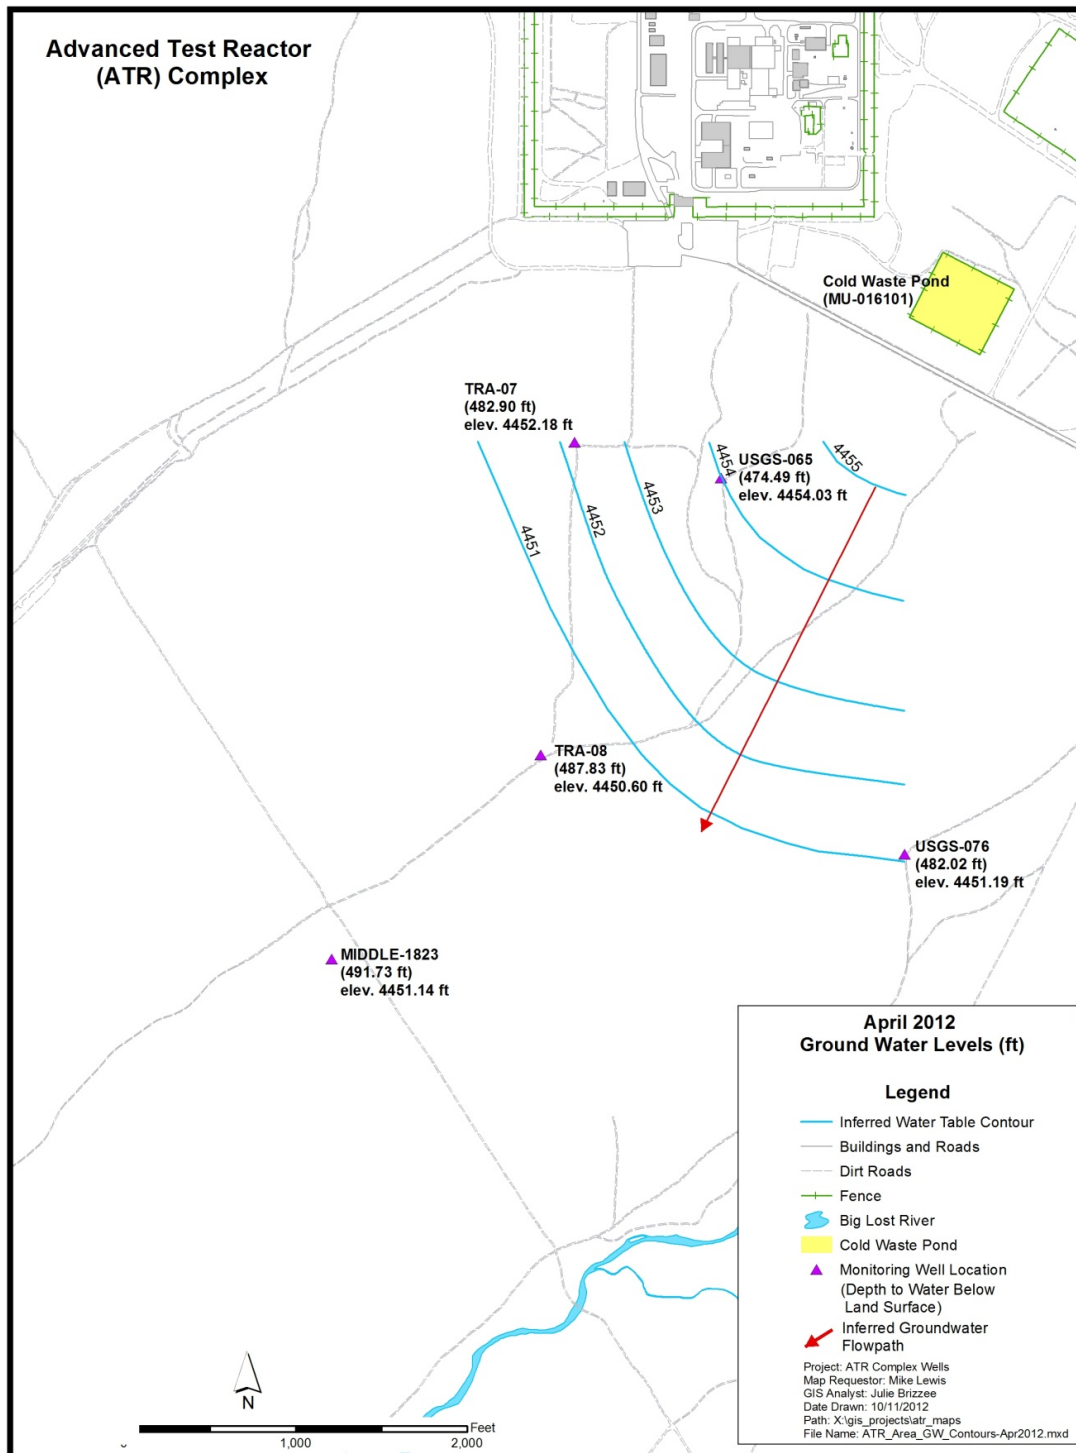 Advanced Test Reactor
(ATR) Complex
Cold Waste Pond
(MU-016101)
TRA-07
(482.90 ft)
elev. 4452.18 ft
4454
USGS-065
(474.49 ft)
elev. 4454.03 ft
4455
4453
4452
4451
TRA-08
(487.83 ft)
elev. 4450.60 ft
USGS-076
(482.02 ft)
elev. 4451.19 ft
MIDDLE-1823
(491.73 ft)
elev. 4451.14 ft
April 2012
Ground Water Levels (ft)
Legend
Inferred Water Table Contour
Buildings and Roads
Dirt Roads
Fence
Big Lost River
Cold Waste Pond
Monitoring Well Location
(Depth to Water Below
Land Surface)
Inferred Groundwater
Flowpath
Project: ATR Complex Wells
Map Requestor: Mike Lewis
GIS Analyst: Julie Brizzee
Date Drawn: 10/11/2012
Path: X:\gis_projects\atr_maps
File Name: ATR_Area_GW_Contours-Apr2012.mxd
N
Feet
1,000
2,000